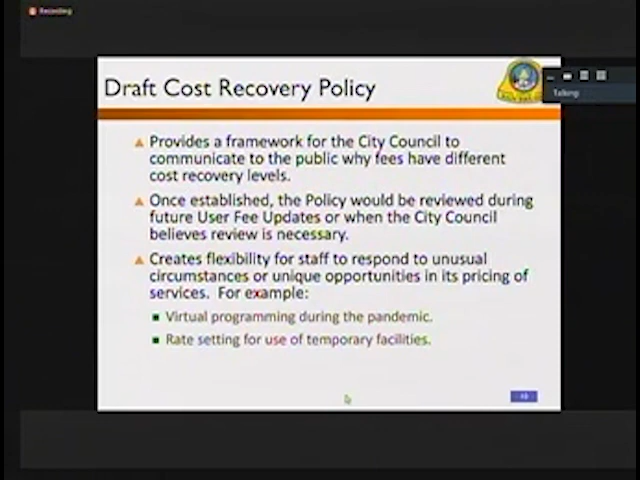 Recording
Draft Cost Recovery Policy
Talking:
Provides a framework for the City Council to
communicate to the public why fees have different
cost recovery levels.
Once established, the Policy would be reviewed during
future User Fee Updates or when the City Council
believes review is necessary.
Creates flexibility for staff to respond to unusual
circumstances or unique opportunities in its pricing of
services. For example:
Virtual programming during the pandemic.
Rate setting for use of temporary facilities.